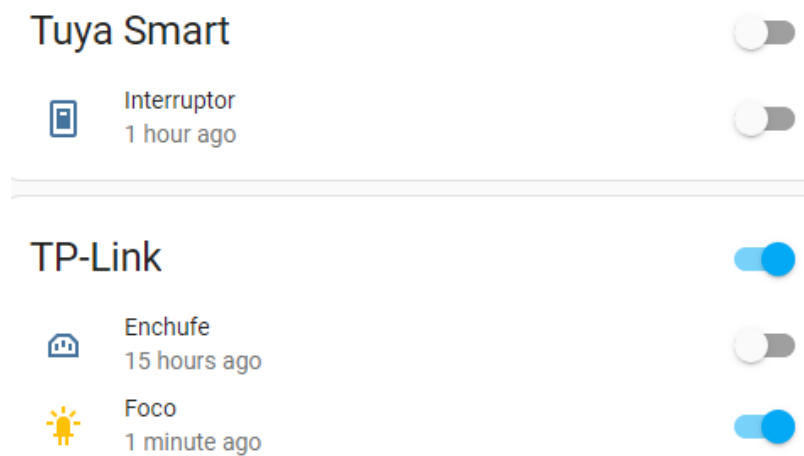 Tuya Smart
Interruptor
1 hour ago
TP-Link
Enchufe
15 hours ago
Foco
1 minute ago